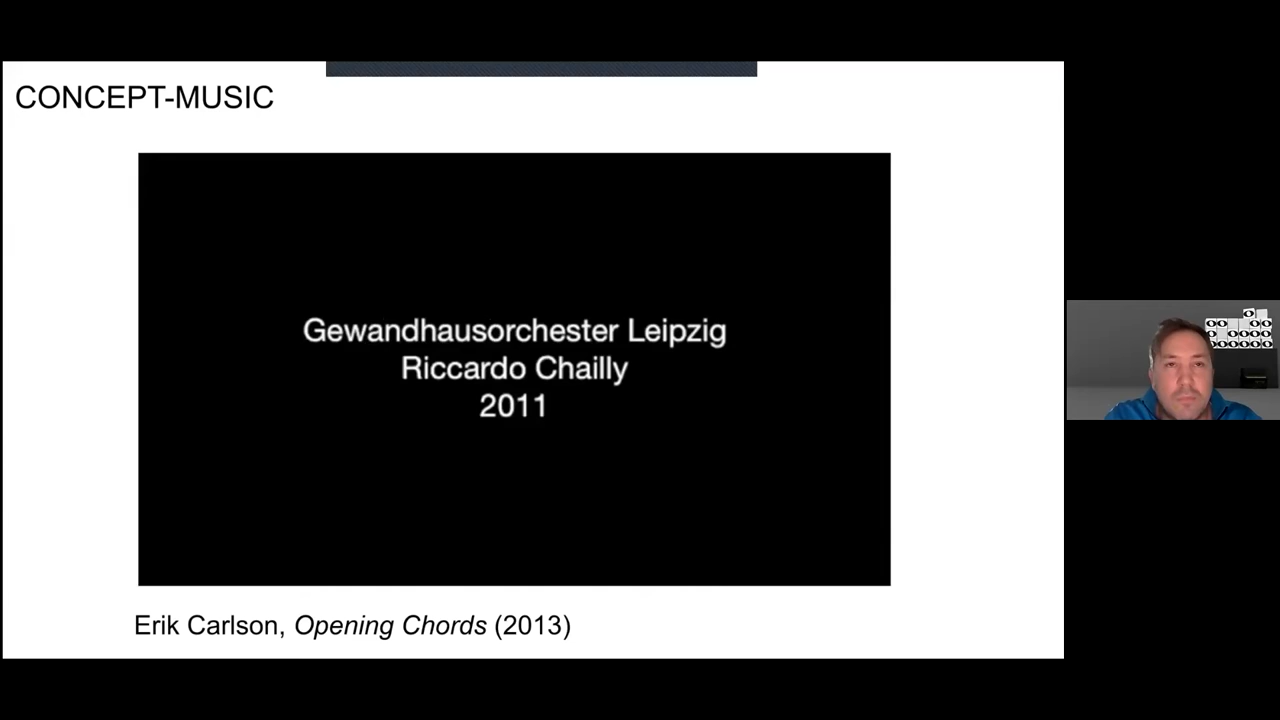 CONCEPT-MUSIC
Gewandhausorchester Leipzig
Riccardo Chailly
2011
Erik Carlson, Opening Chords (2013)